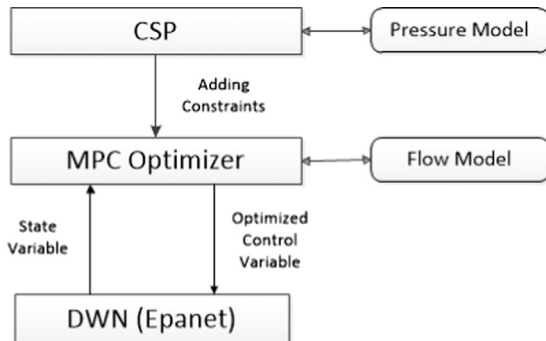 CSP
Pressure Model
Adding
Constraints
MPC Optimizer
Flow Model
State
Variable
Optimized
Control
Variable
DWN (Epanet)